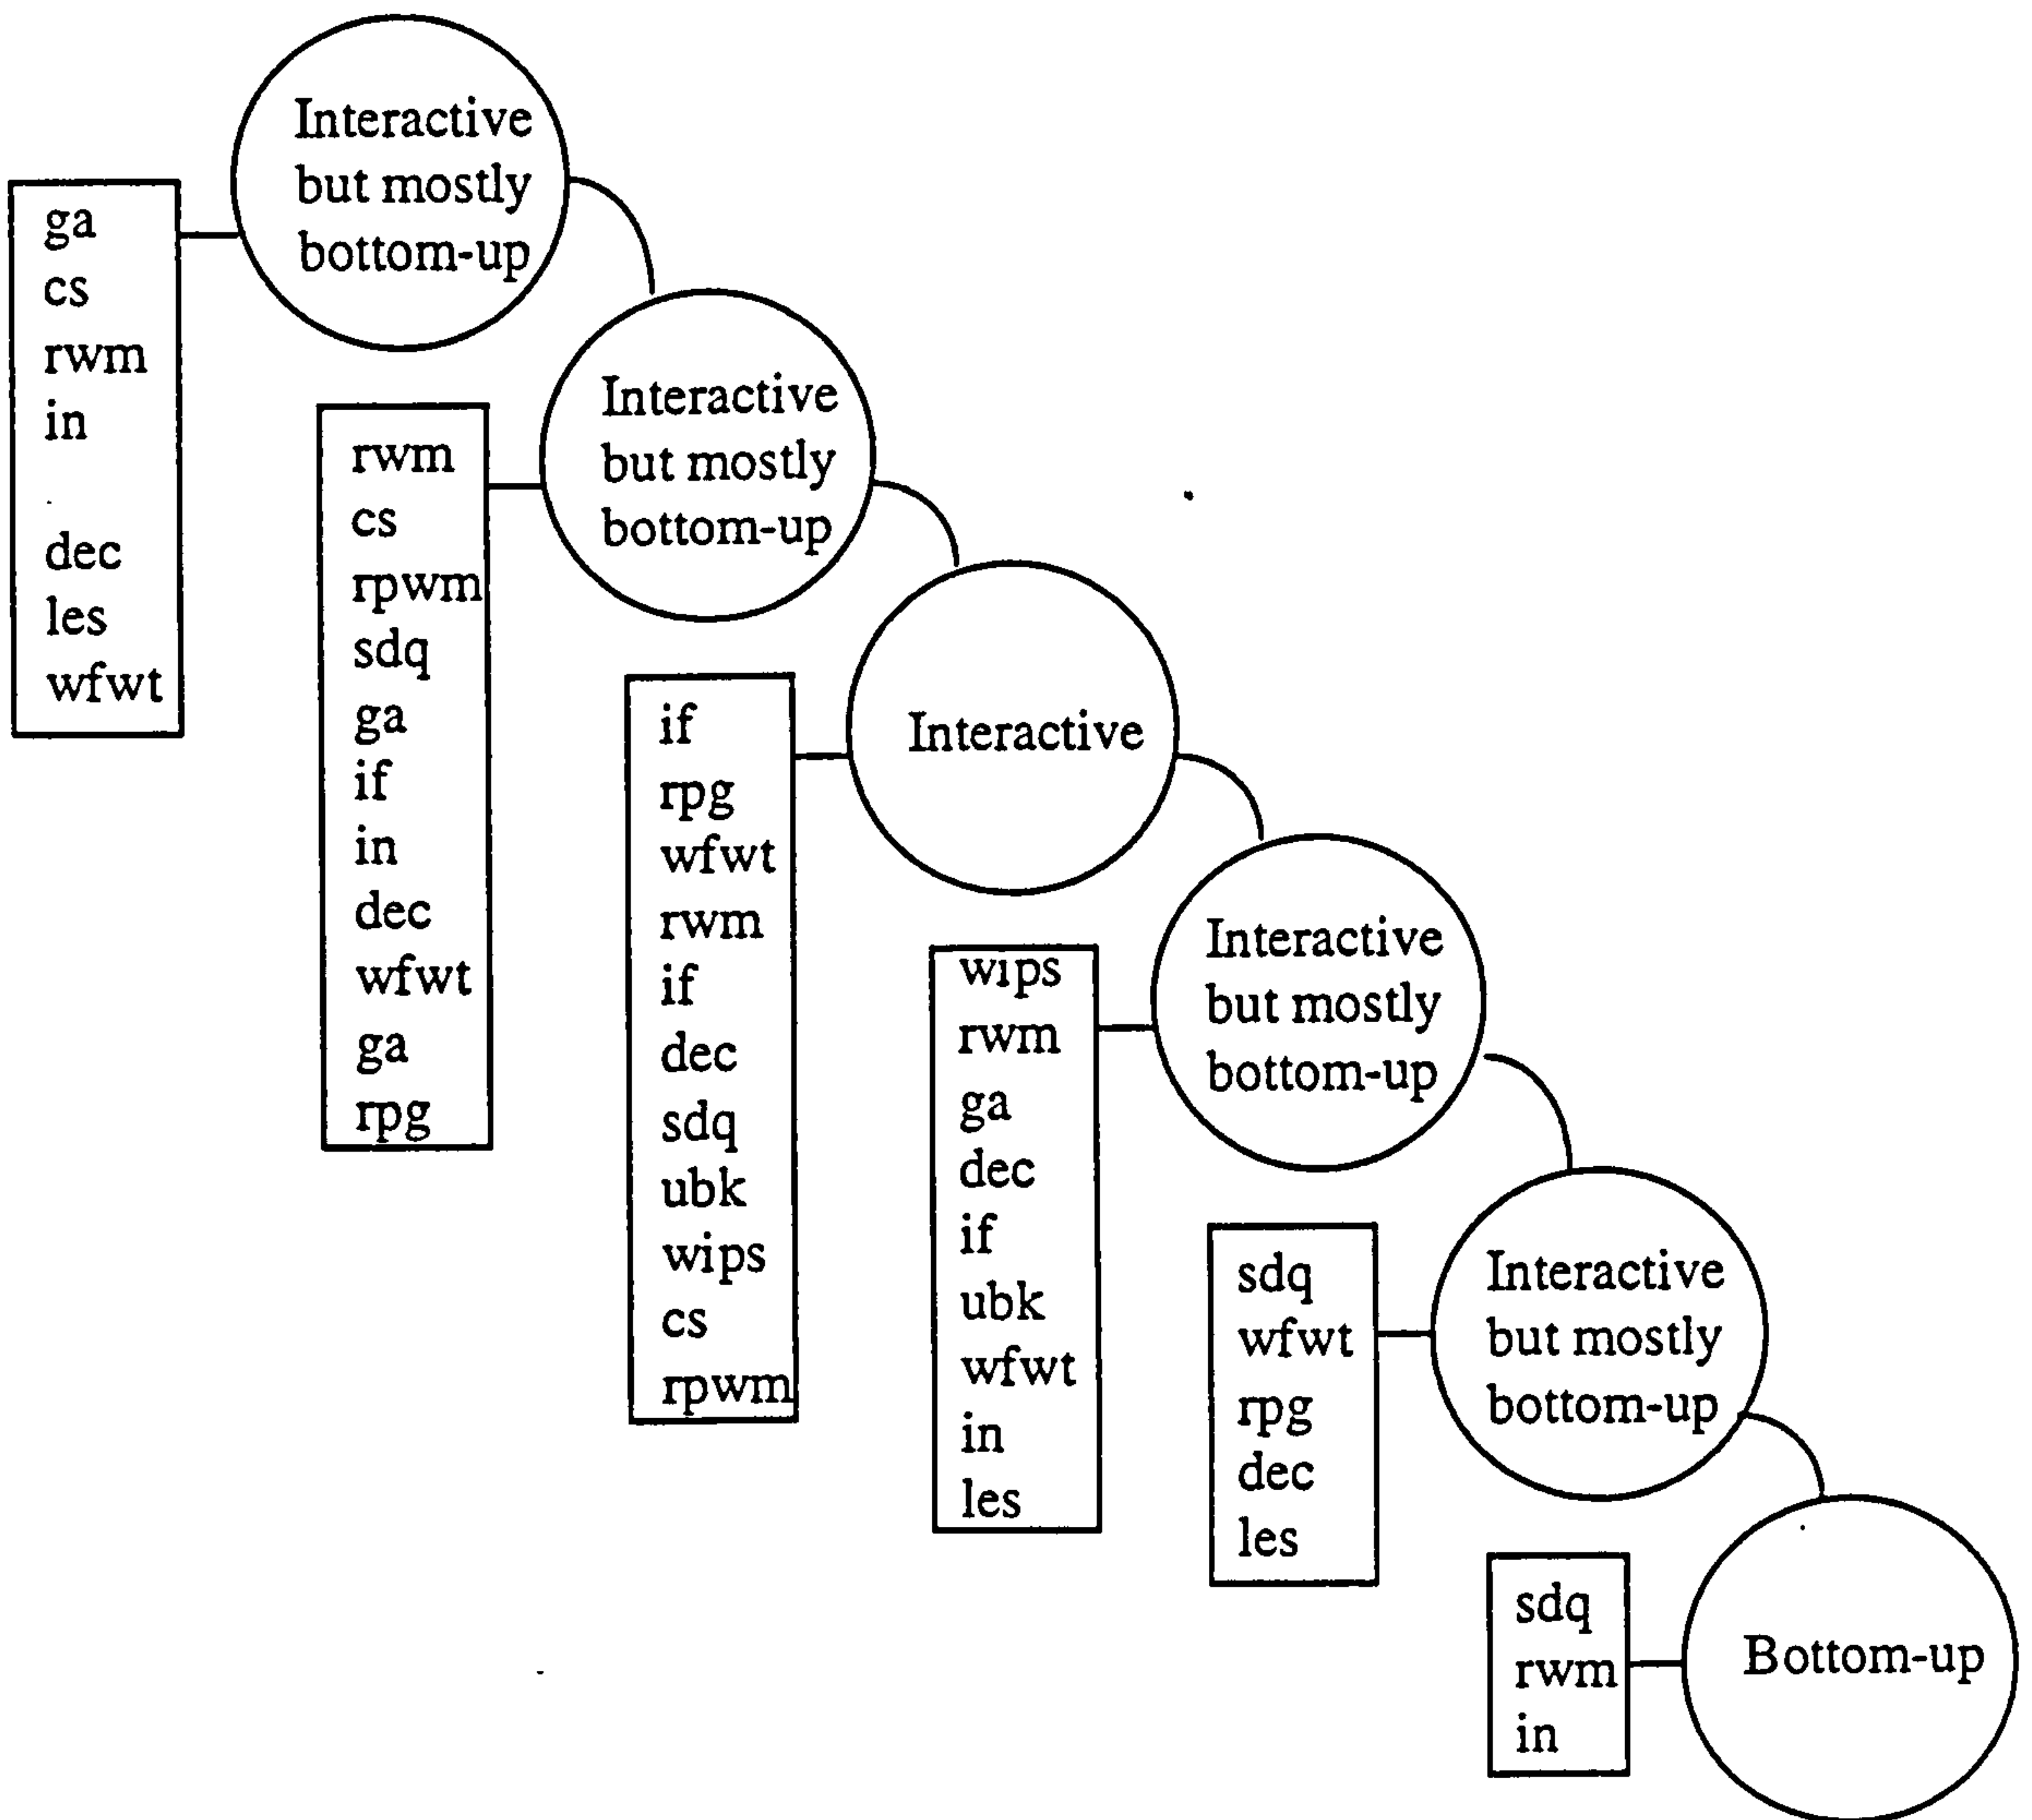 Interactive
but mostly
bottom-up
ga
cs
rwm
in
dec
les
wfwt
Interactive
but mostly
bottom-up
rwm
cs
rpwm
sdq
ga
if
in
dec
wfwt
ga
rpg
Interactive
if
rpg
wfwt
rwm
if
dec
sdq
ubk
wips
cs
rpwm
Interactive
but mostly
bottom-up
wips
rwm
ga
dec
if
ubk
wfwt
in
les
Interactive
but mostly
bottom-up
sdq
wfwt
rpg
dec
les
Bottom-up
sdq
rwm
in